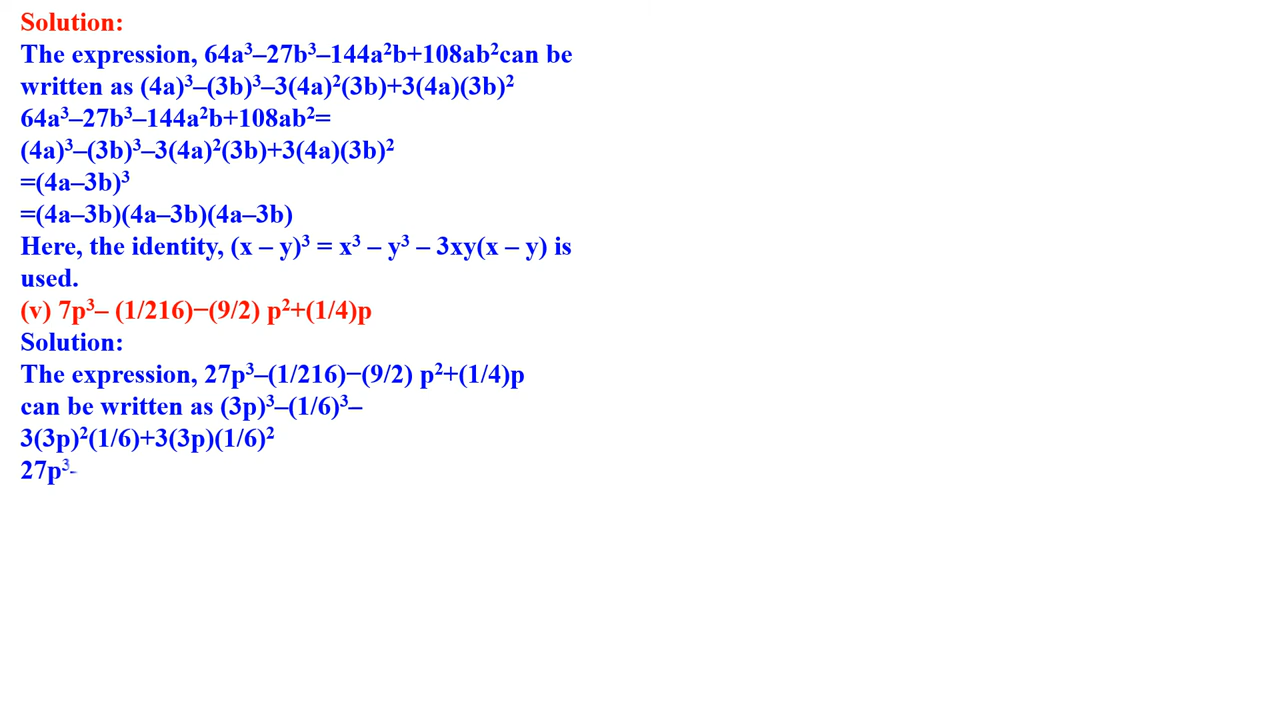 Solution:
The expression, 64a³–27b³–144a²b+108ab²can be
written as (4a)³–(3b)³–3(4a)²(3b)+3(4a)(3b)²
64a³–27b³–144a²b+108ab²=
(4a)³–(3b)³–3(4a)²(3b)+3(4a)(3b)²
=(4a–3b)³
=(4a–3b)(4a–3b)(4a–3b)
Here, the identity, (x – y)³ = x³ – y³ – 3xy(x – y) is
used.
(v) 7p³– (1/216)−(9/2) p²+(1/4)p
Solution:
The expression, 27p³–(1/216)−(9/2) p²+(1/4)p
can be written as (3p)³–(1/6)³–
3(3p)²(1/6)+3(3p)(1/6)²
27p³-